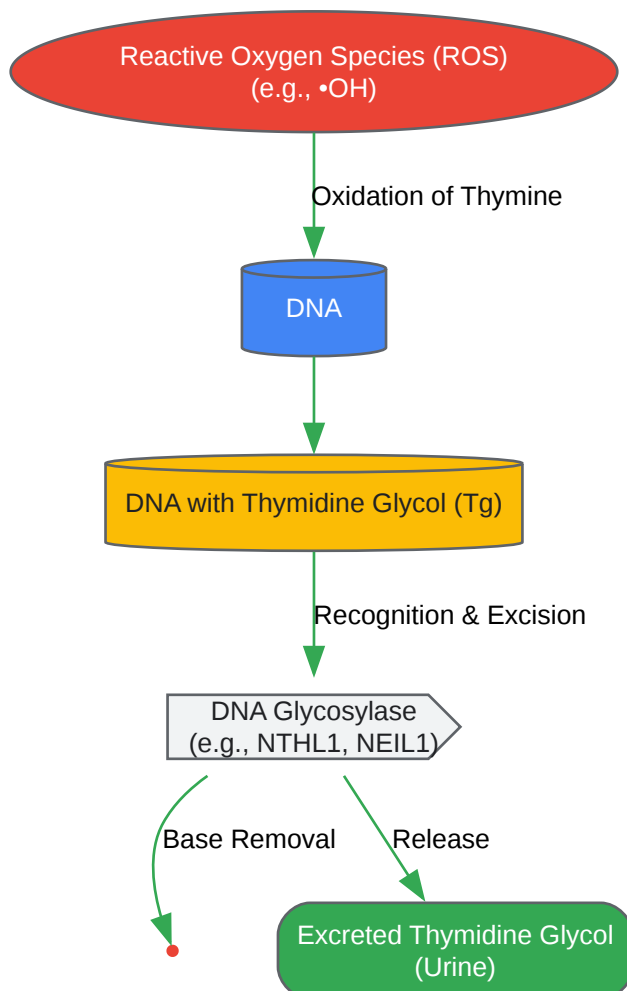 Reactive Oxygen Species (ROS)
(e.g., •OH)
Oxidation of Thymine
DNA
DNA with Thymidine Glycol (Tg)
Recognition & Excision
DNA Glycosylase
(e.g., NTHL1, NEIL1)
Base Removal
Release
Excreted Thymidine Glycol
(Urine)